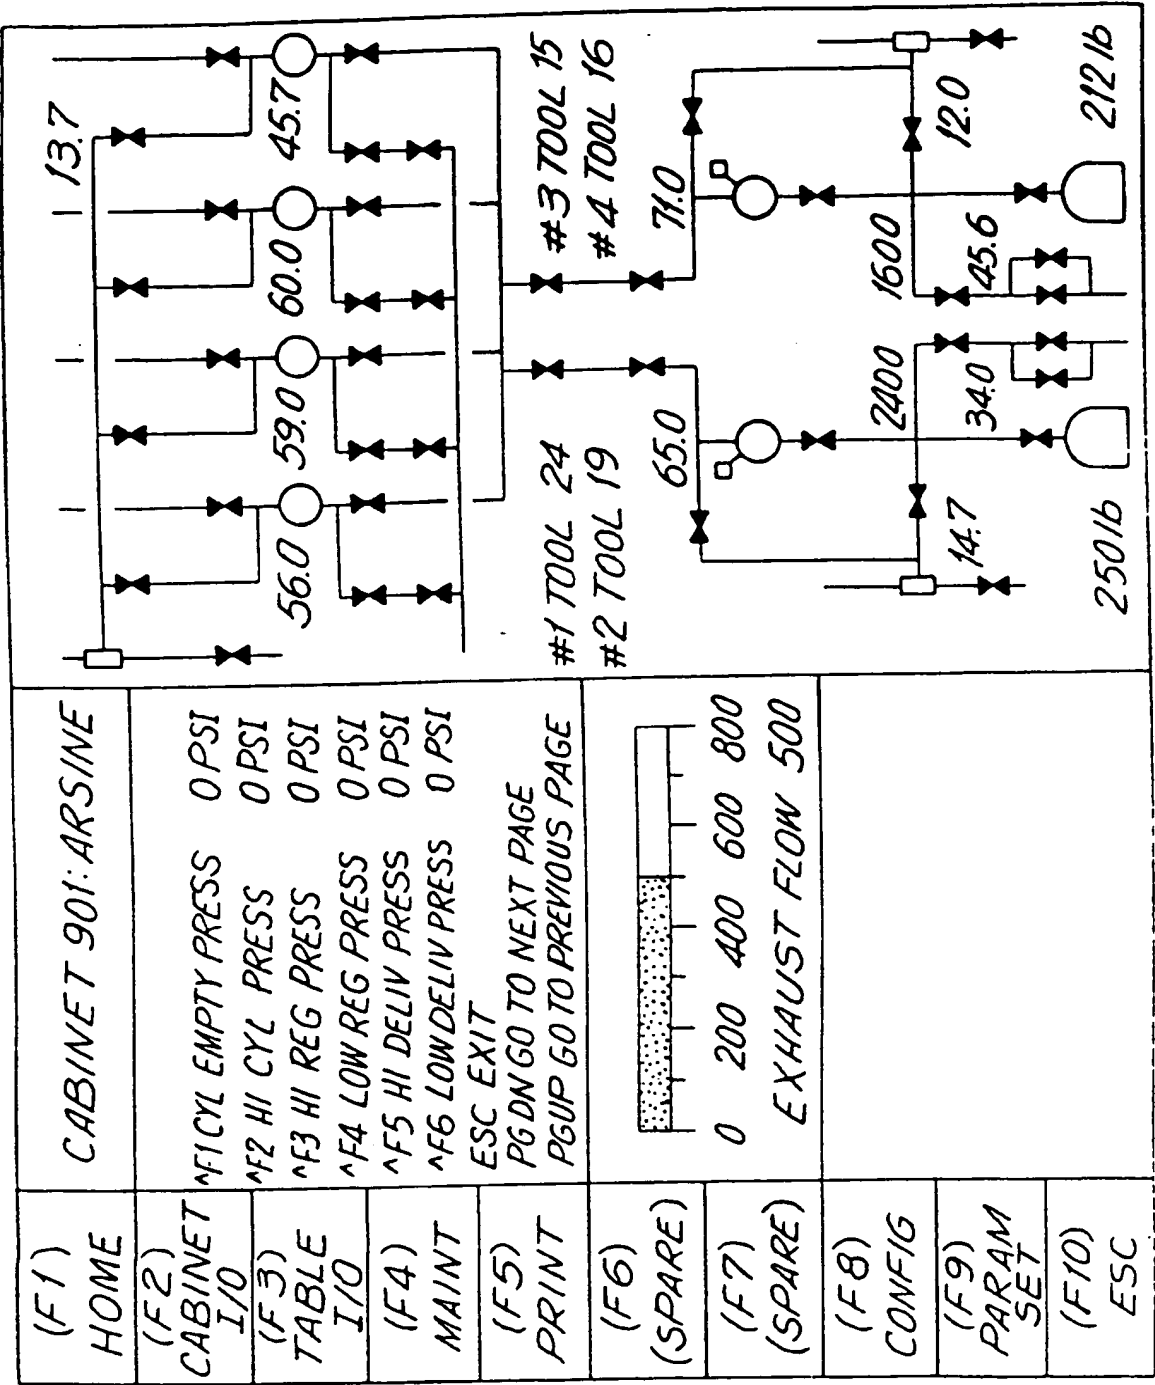 (F1)
HOME
(F2)
CABINET
I/O
(F3)
TABLE
I/O
(F4)
MAINT
(F5)
PRINT
(F6)
(SPARE)
(F7)
(SPARE)
(F8)
CONFIG
(F9)
PARAM
SET
(F10)
ESC
CABINET 901: ARSINE
^F1 CYL EMPTY PRESS 0 PSI
^F2 HI CYL PRESS 0 PSI
^F3 HI REG PRESS 0 PSI
^F4 LOW REG PRESS 0 PSI
^F5 HI DELIV PRESS 0 PSI
^F6 LOW DELIV PRESS 0 PSI
ESC EXIT
PG DN GO TO NEXT PAGE
PGUP GO TO PREVIOUS PAGE
0 200 400 600 800
EXHAUST FLOW 500
13.7
56.0 59.0 60.0 45.7
#1 TOOL 24
#2 TOOL 19
#3 TOOL 15
#4 TOOL 16
65.0 71.0
2400 1600
14.7 34.0 45.6 12.0
250 lb 212 lb